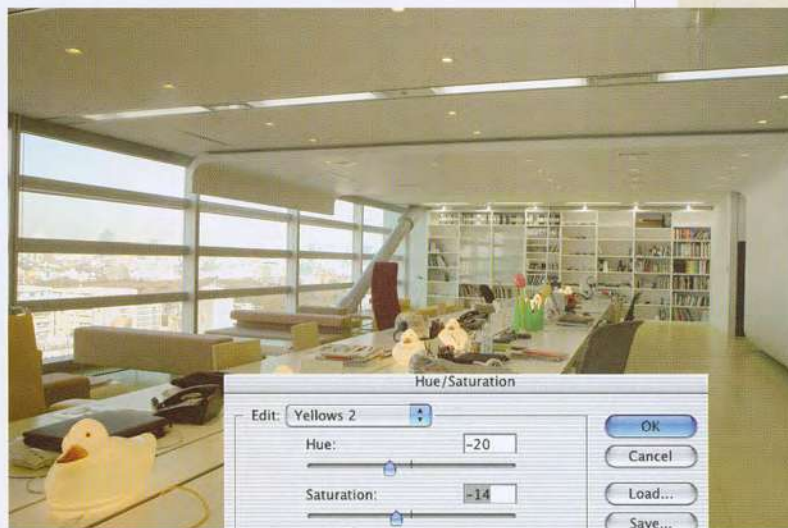 Hue/Saturation
Edit: Yellows 2
OK
Hue: -20
Cancel
Saturation: -14
Load...
Save...